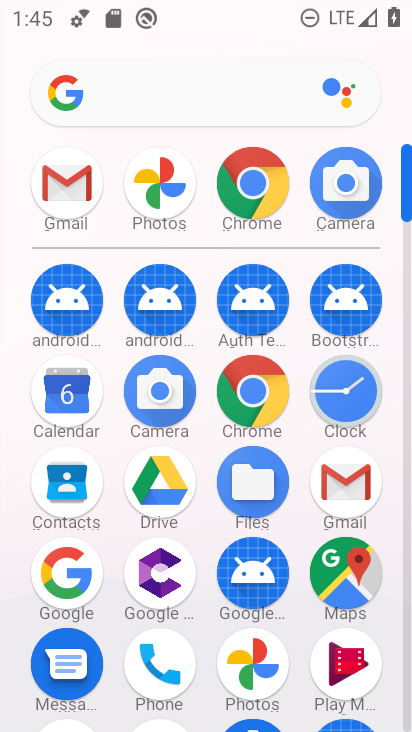 1:45
LTE
G
Gmail Photos Chrome Camera
android... android... Auth Te... Bootstr...
6
Calendar Camera Chrome Clock
Contacts Drive Files Gmail
Google Google ... Google... Maps
Messa... Phone Photos Play M...